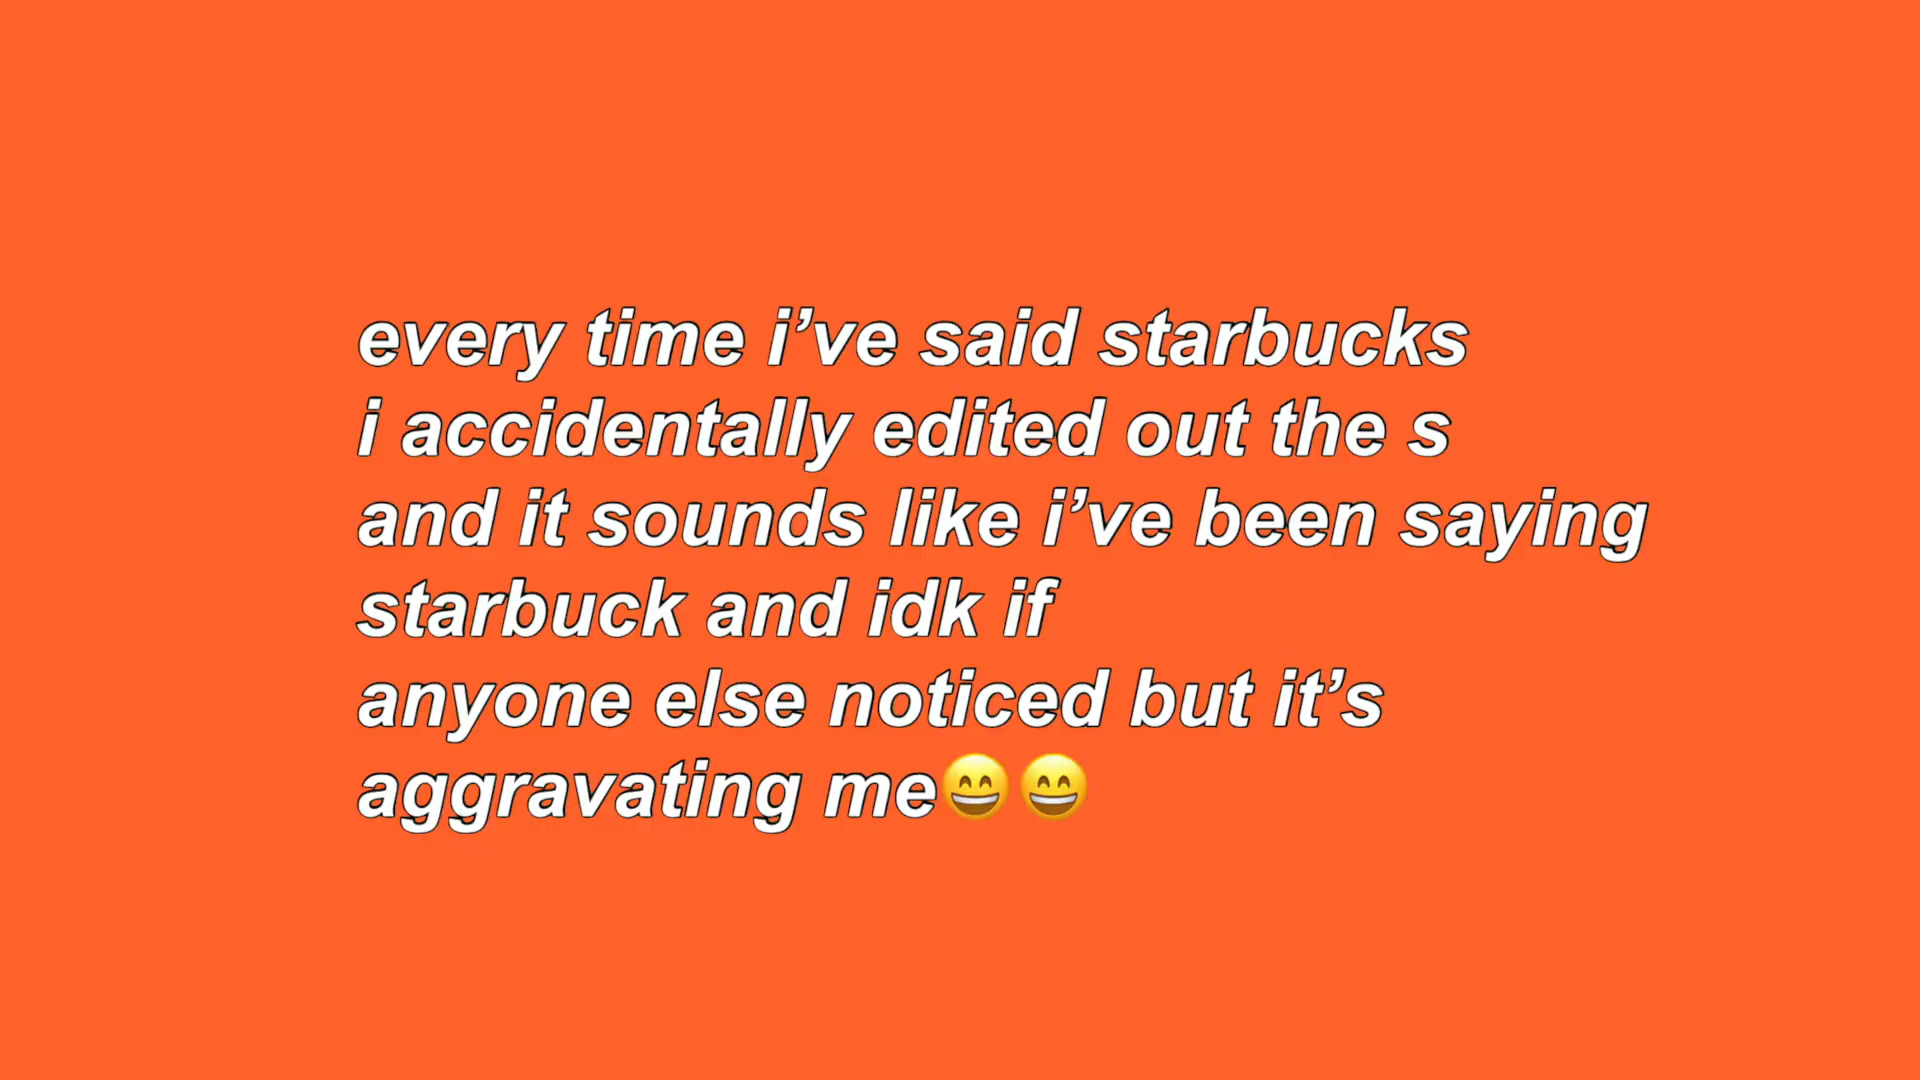 every time i’ve said starbucks
i accidentally edited out the s
and it sounds like i’ve been saying
starbuck and idk if
anyone else noticed but it’s
aggravating me😄😄